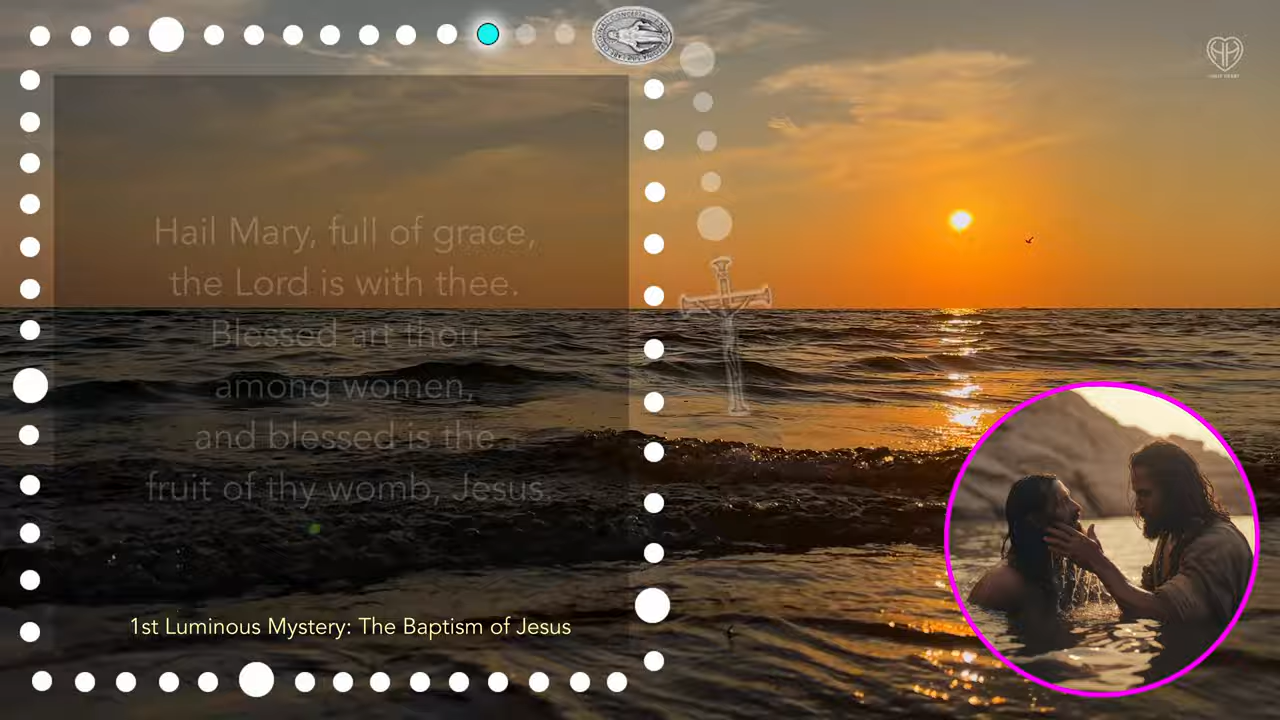 Hail Mary, full of grace,
the Lord is with thee.
Blessed art thou
among women,
and blessed is the
fruit of thy womb, Jesus.
1st Luminous Mystery: The Baptism of Jesus